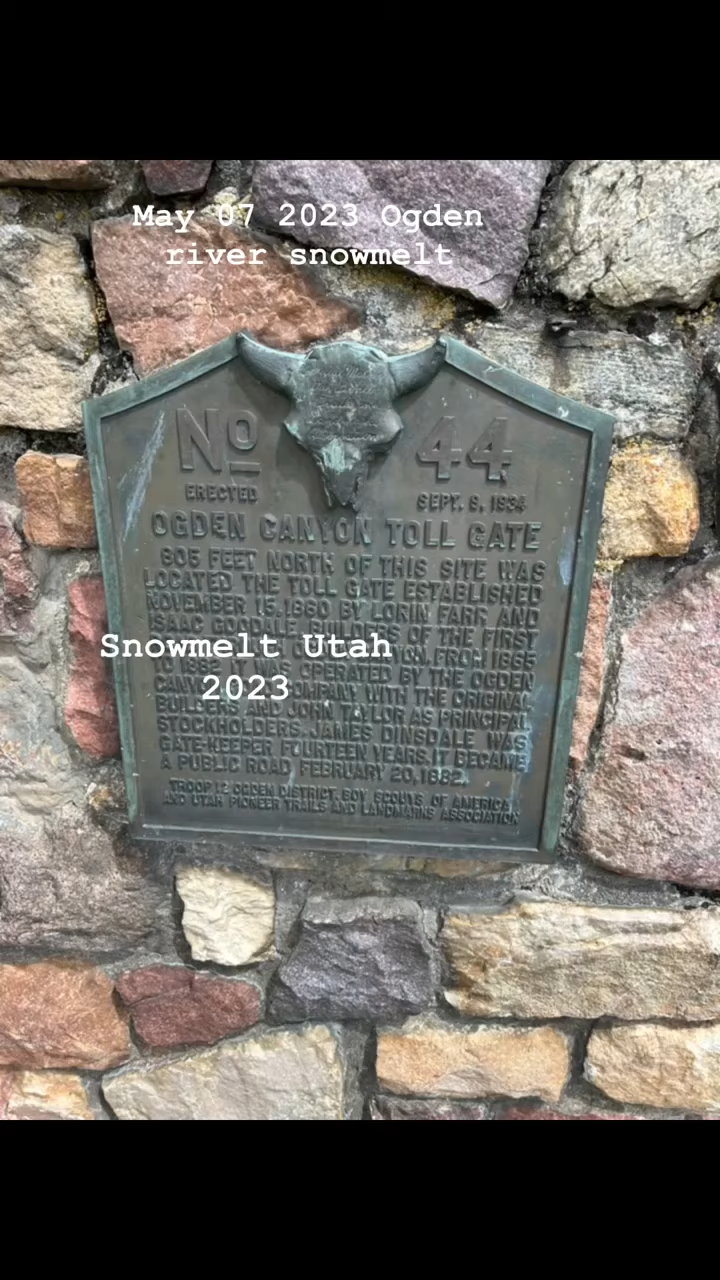 May 07 2023 Ogden
river snowmelt
No 44
ERECTED SEPT. 8, 1934
OGDEN CANYON TOLL GATE
805 FEET NORTH OF THIS SITE WAS
LOCATED THE TOLL GATE ESTABLISHED
NOVEMBER 15, 1860 BY LORIN FARR AND
ISAAC GOODALE, BUILDERS OF THE FIRST
Snowmelt Utah
2023
FROM 1865
TO 1882 IT WAS OPERATED BY THE OGDEN
COMPANY WITH THE ORIGINAL
BUILDERS AND JOHN TAYLOR AS PRINCIPAL
STOCKHOLDERS. JAMES DINSDALE WAS
GATE-KEEPER FOURTEEN YEARS. IT BECAME
A PUBLIC ROAD FEBRUARY 20, 1882.
TROOP 12 OGDEN DISTRICT, BOY SCOUTS OF AMERICA
AND UTAH PIONEER TRAILS AND LANDMARKS ASSOCIATION